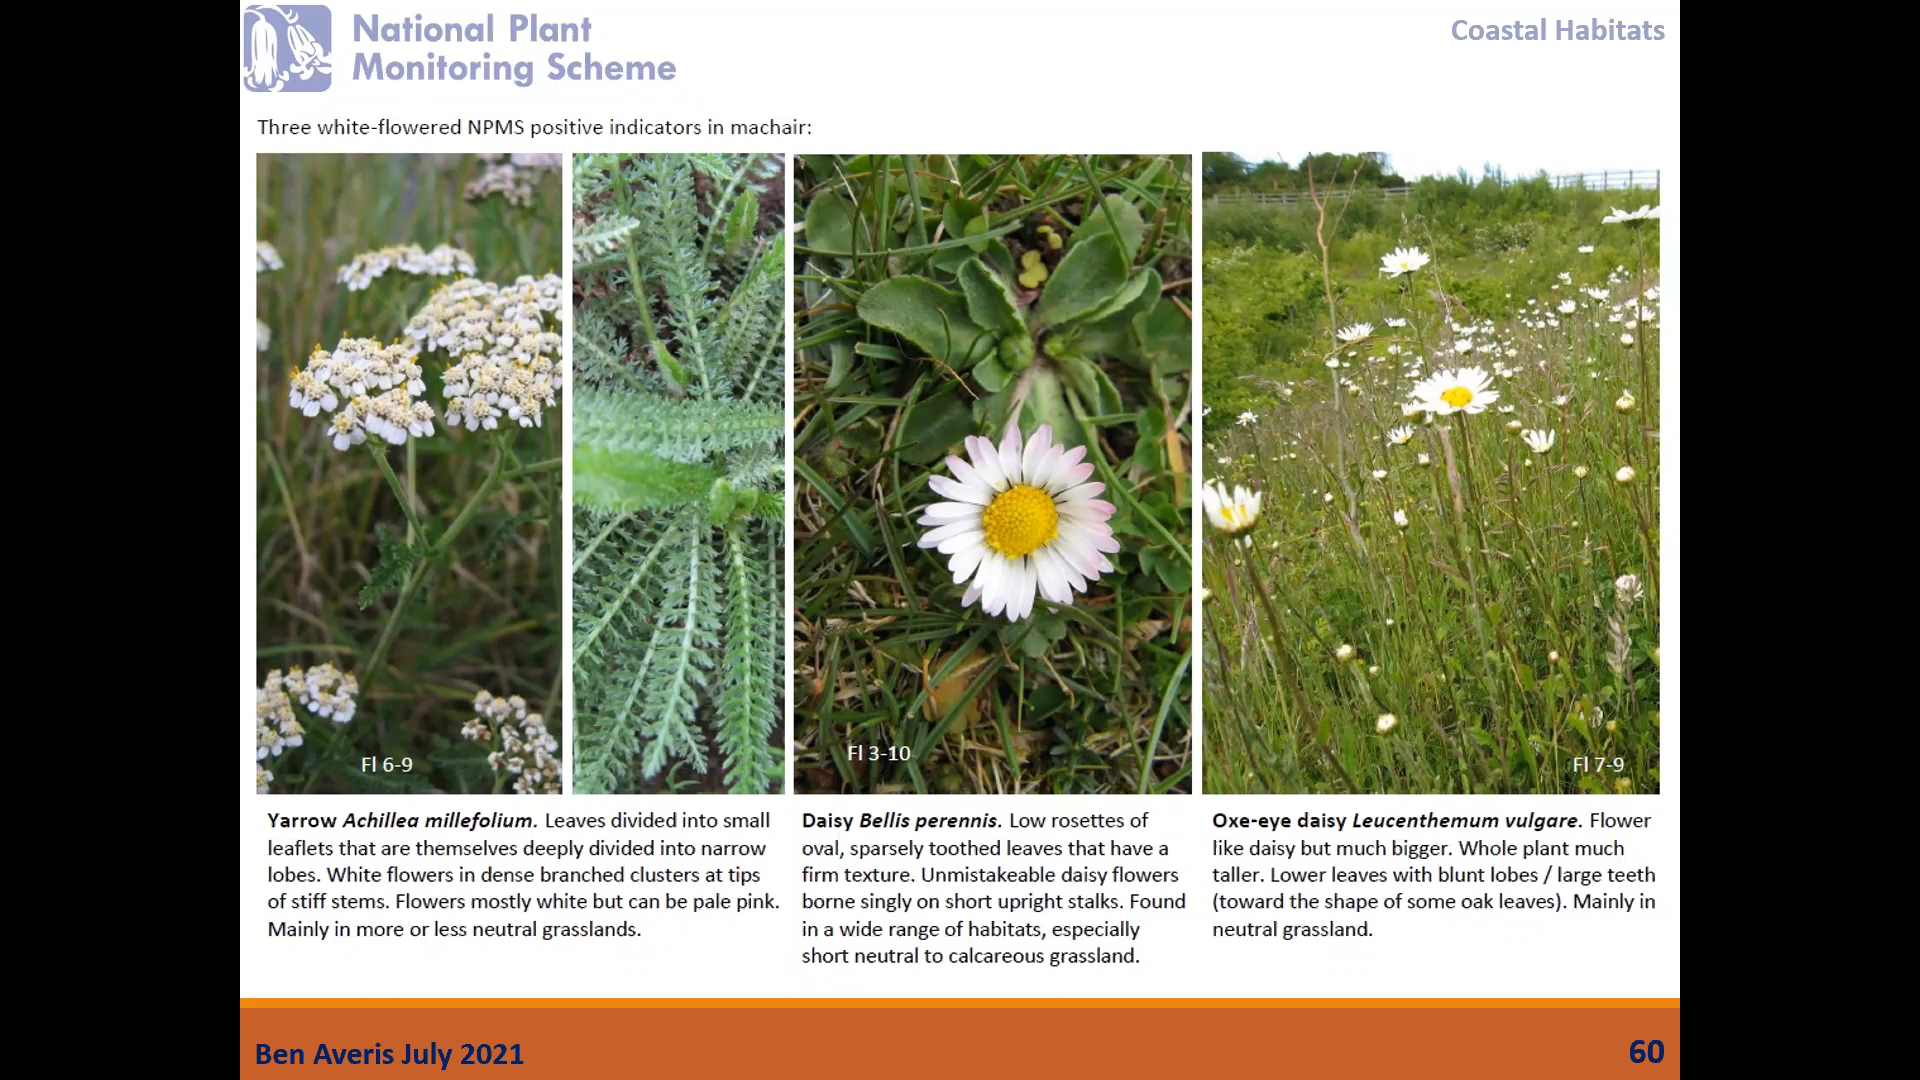 National Plant
Monitoring Scheme
Coastal Habitats
Three white-flowered NPMS positive indicators in machair:
Fl 6-9
Fl 3-10
Fl 7-9
Yarrow Achillea millefolium. Leaves divided into small
leaflets that are themselves deeply divided into narrow
lobes. White flowers in dense branched clusters at tips
of stiff stems. Flowers mostly white but can be pale pink.
Mainly in more or less neutral grasslands.
Daisy Bellis perennis. Low rosettes of
oval, sparsely toothed leaves that have a
firm texture. Unmistakeable daisy flowers
borne singly on short upright stalks. Found
in a wide range of habitats, especially
short neutral to calcareous grassland.
Oxe-eye daisy Leucenthemum vulgare. Flower
like daisy but much bigger. Whole plant much
taller. Lower leaves with blunt lobes / large teeth
(toward the shape of some oak leaves). Mainly in
neutral grassland.
Ben Averis July 2021
60